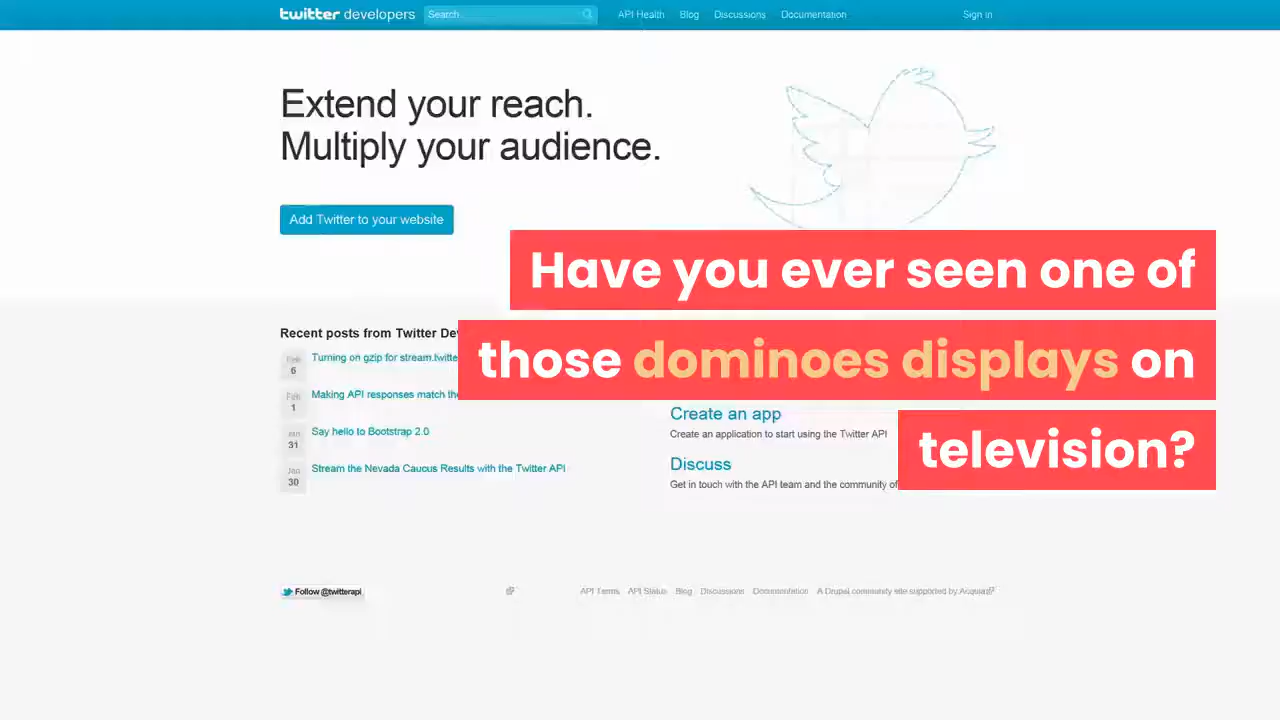 twitter developers Search... API Health Blog Discussions Documentation Sign in
Extend your reach.
Multiply your audience.
Add Twitter to your website
Have you ever seen one of
those dominoes displays on
television?
Recent posts from Twitter
Feb 6 Turning on gzip for
Feb 1 Making API responses match
Jan 31 Say hello to Bootstrap 2.0
Jan 30 Stream the Nevada Caucus Results with the Twitter API
Create an app
Create an application to start using the Twitter API
Discuss
Get in touch with the API team and the community of
Follow @twitterapi
API Terms API Status Blog Discussions Documentation A Drupal community site supported by Acquia